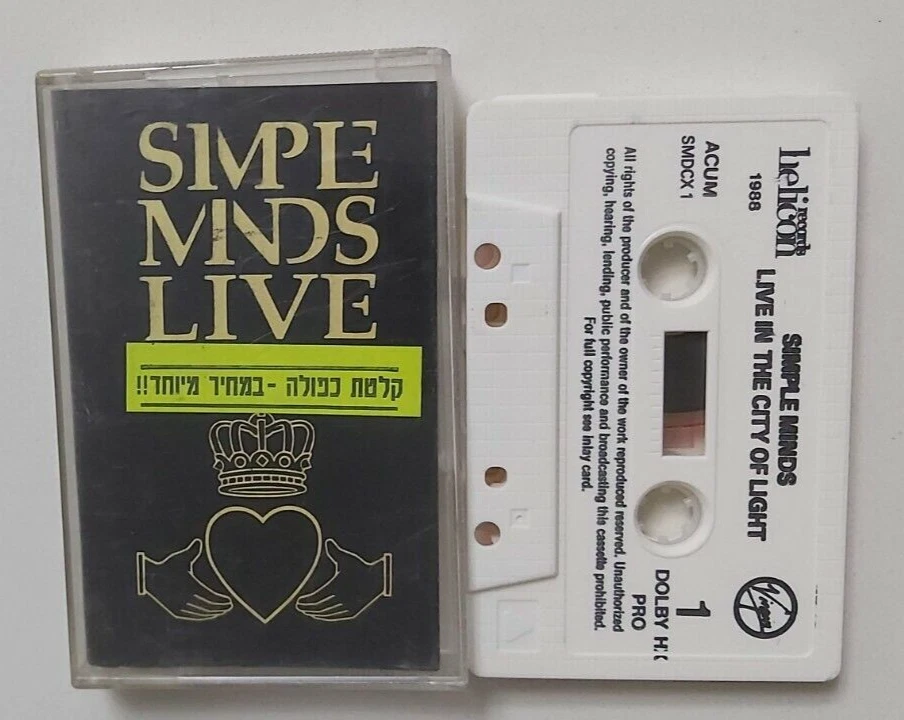 SIMPLE
MINDS
LIVE
קלטת כפולה - במחיר מיוחד!!
helicon
records
1988
SIMPLE MINDS
LIVE IN THE CITY OF LIGHT
Virgin
ACUM
SMDCX 1
1
DOLBY HX
PRO
All rights of the producer and of the owner of the work reproduced reserved. Unauthorized
copying, hearing, lending, public performance and broadcasting this cassette prohibited.
For full copyright see inlay card.